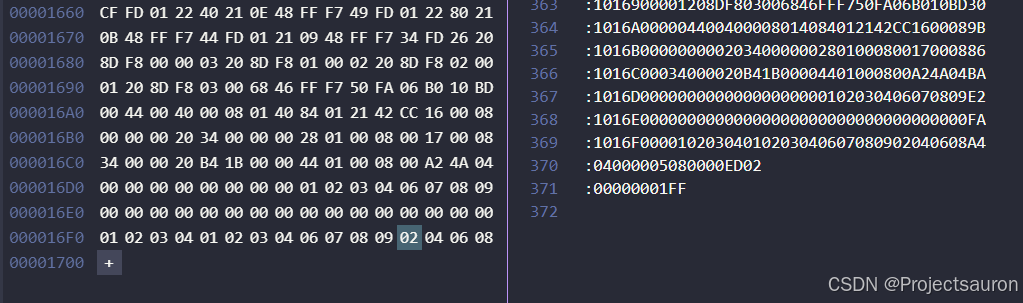 00001660 CF FD 01 22 40 21 0E 48 FF F7 49 FD 01 22 80 21
00001670 0B 48 FF F7 44 FD 01 21 09 48 FF F7 34 FD 26 20
00001680 8D F8 00 00 03 20 8D F8 01 00 02 20 8D F8 02 00
00001690 01 20 8D F8 03 00 68 46 FF F7 50 FA 06 B0 10 BD
000016A0 00 44 00 40 00 08 01 40 84 01 21 42 CC 16 00 08
000016B0 00 00 00 20 34 00 00 00 28 01 00 08 00 17 00 08
000016C0 34 00 00 20 B4 1B 00 00 44 01 00 08 00 A2 4A 04
000016D0 00 00 00 00 00 00 00 00 01 02 03 04 06 07 08 09
000016E0 00 00 00 00 00 00 00 00 00 00 00 00 00 00 00 00
000016F0 01 02 03 04 01 02 03 04 06 07 08 09 02 04 06 08
00001700 +
363 :1016900001208DF803006846FFF750FA06B010BD30
364 :1016A000004400400008014084012142CC1600089B
365 :1016B0000000002034000000280100080017000886
366 :1016C00034000020B41B00004401000800A24A04BA
367 :1016D00000000000000000000102030406070809E2
368 :1016E00000000000000000000000000000000000FA
369 :1016F00001020304010203040607080902040608A4
370 :04000005080000ED02
371 :00000001FF
372
CSDN @Projectsauron